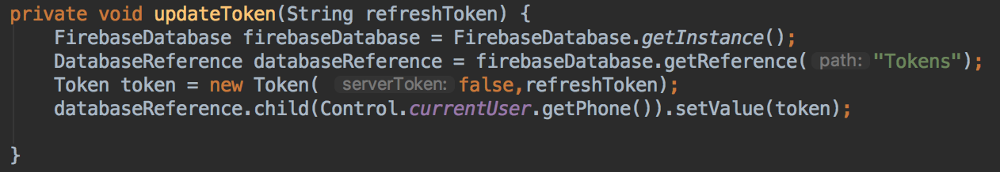 private void updateToken(String refreshToken) {
FirebaseDatabase firebaseDatabase = FirebaseDatabase.getInstance();
DatabaseReference databaseReference = firebaseDatabase.getReference( path: "Tokens");
Token token = new Token( serverToken: false,refreshToken);
databaseReference.child(Control.currentUser.getPhone()).setValue(token);
}